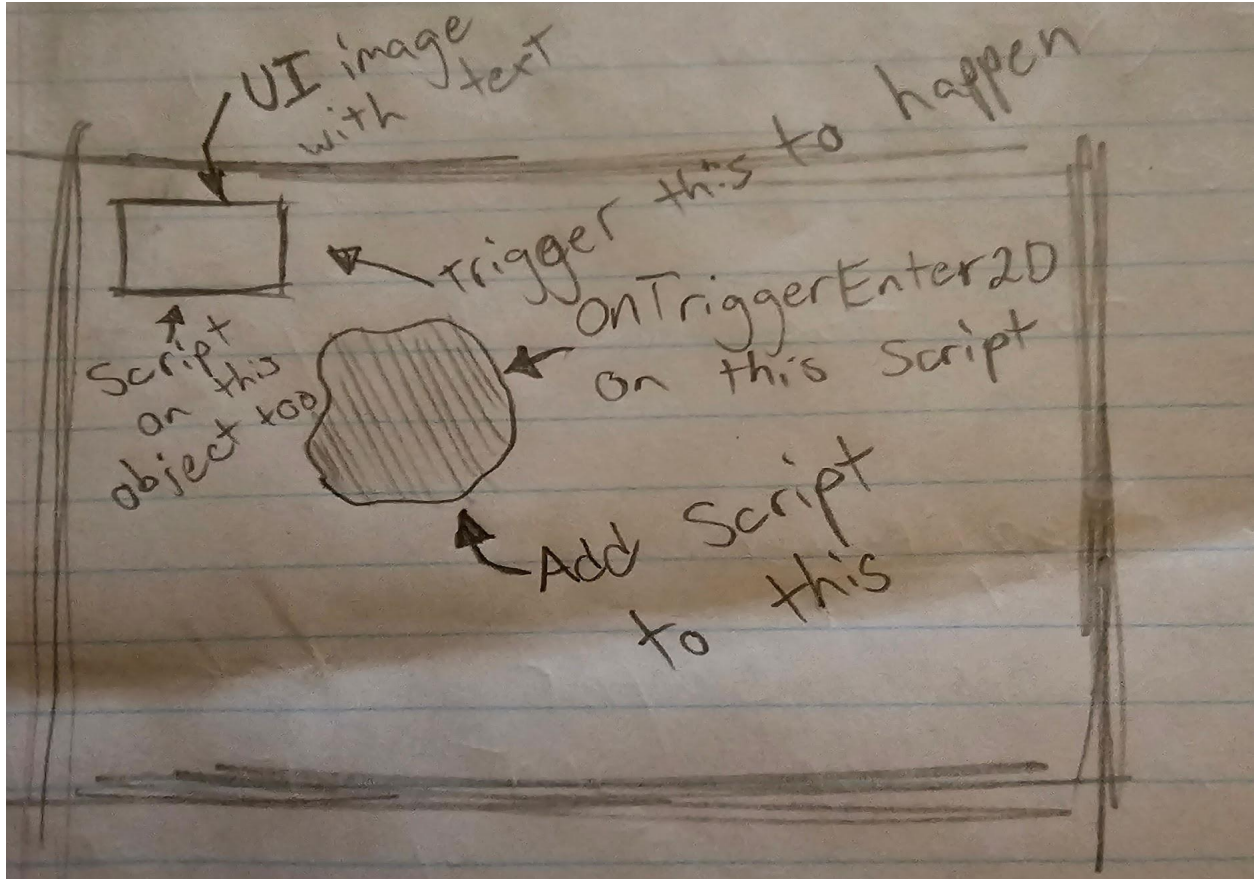 UI image
with text
trigger this to happen
OnTriggerEnter2D
on this Script
Script
on this
object too
Add Script
to this